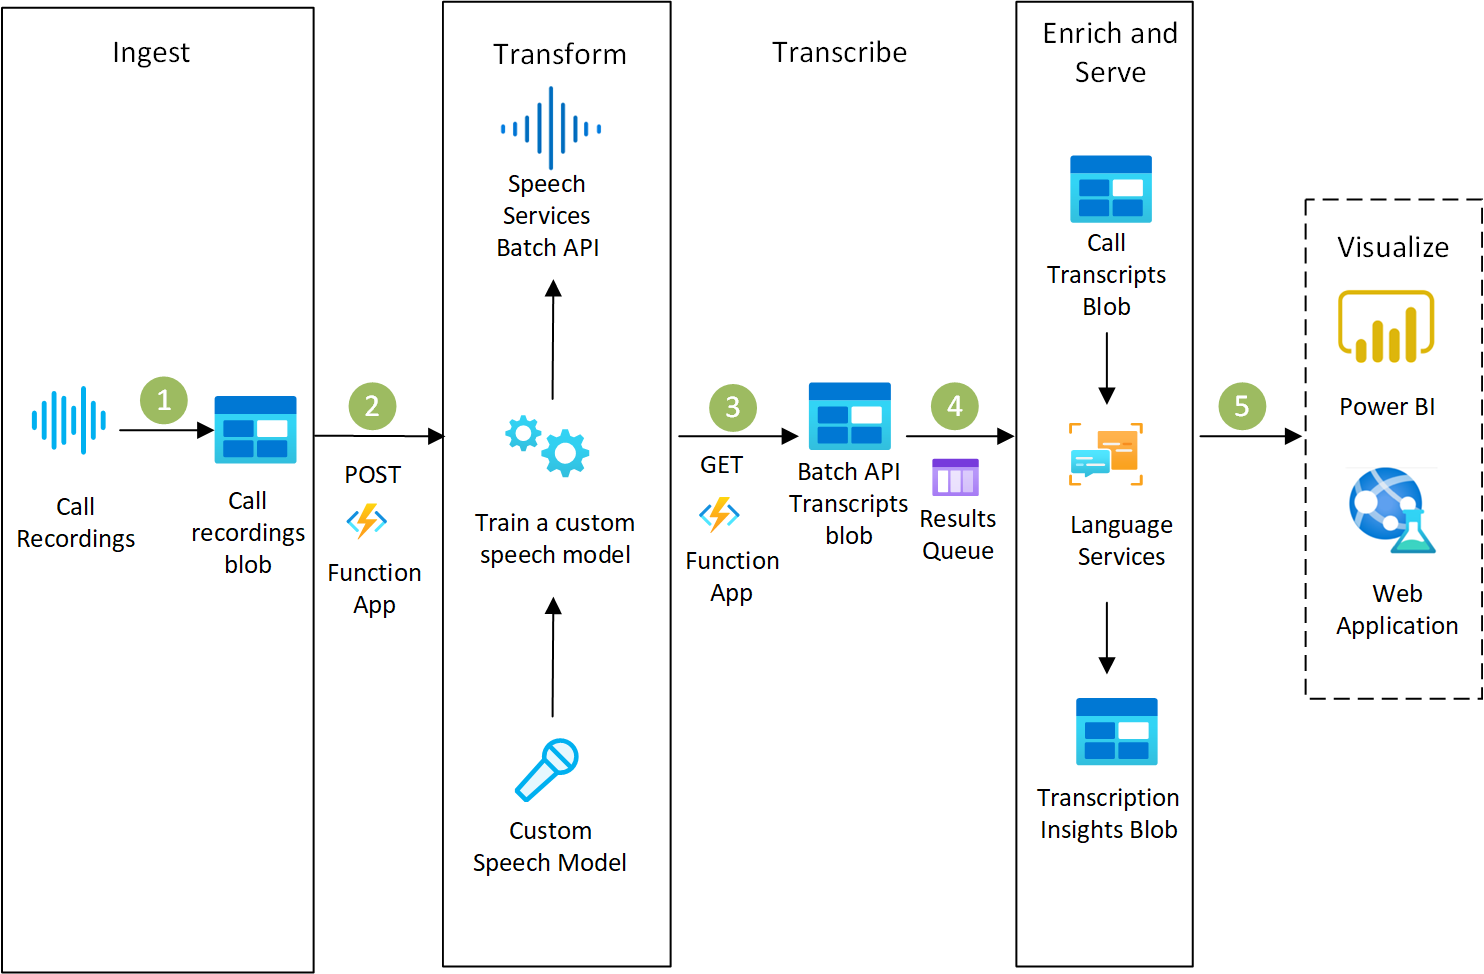 Ingest
Call
Recordings
1
Call
recordings
blob
2
POST
Function
App
Transform
Speech
Services
Batch API
Train a custom
speech model
Custom
Speech Model
Transcribe
3
GET
Function
App
Batch API
Transcripts
blob
4
Results
Queue
Enrich and
Serve
Call
Transcripts
Blob
Language
Services
Transcription
Insights Blob
5
Visualize
Power BI
Web
Application